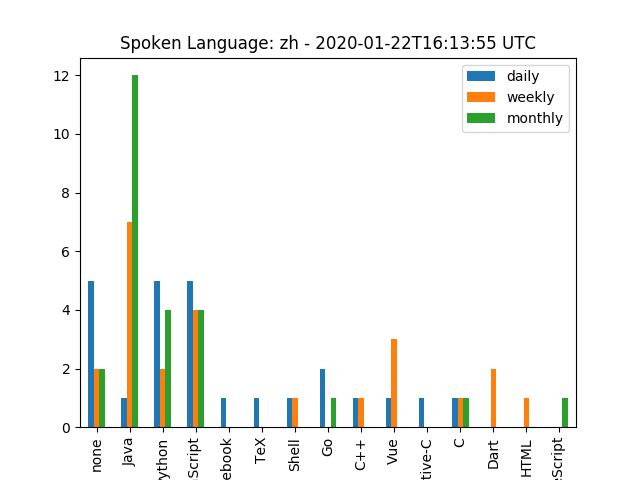 Spoken Language: zh - 2020-01-22T16:13:55 UTC
daily
weekly
monthly
12
10
8
6
4
2
0
none
Java
ython
Script
ebook
TeX
Shell
Go
C++
Vue
tive-C
C
Dart
HTML
eScript